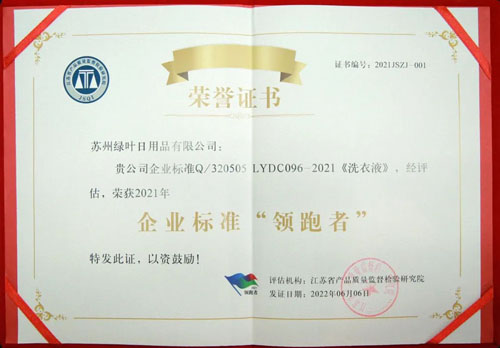 证书编号：2021JSZJ-001
JSQI
荣誉证书
苏州绿叶日用品有限公司：
贵公司企业标准Q/320505 LYDC096-2021《洗衣液》，经评
估，荣获2021年
企业标准“领跑者”
特发此证，以资鼓励！
领跑者
评估机构：江苏省产品质量监督检验研究院
发证日期：2022年06月06日